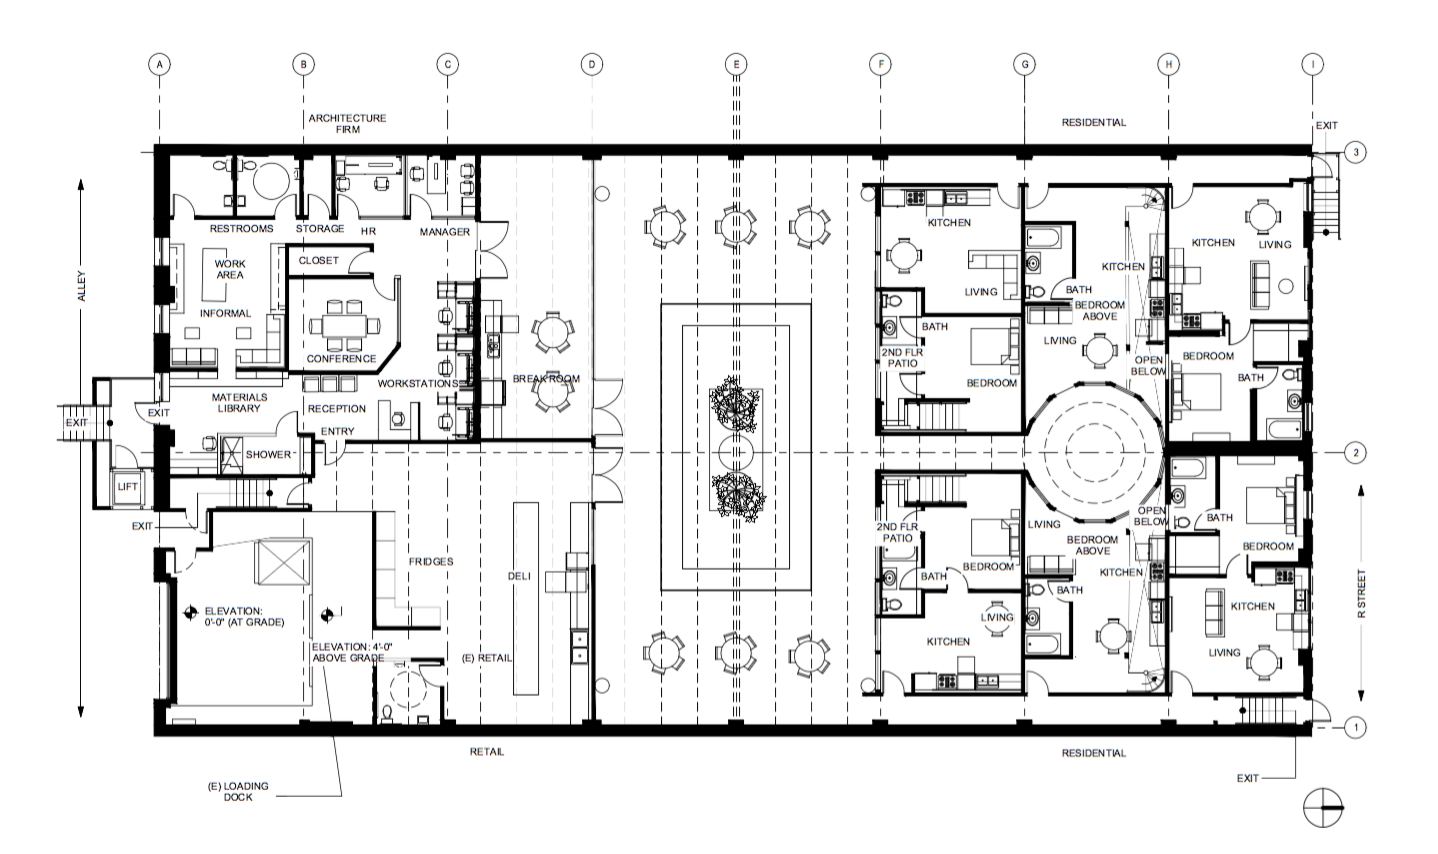 A
B
C
D
E
F
G
H
I
ARCHITECTURE
FIRM
RESIDENTIAL
EXIT
3
RESTROOMS
STORAGE
HR
MANAGER
CLOSET
WORK
AREA
INFORMAL
ALLEY
CONFERENCE
WORKSTATIONS
BREAK ROOM
MATERIALS
LIBRARY
RECEPTION
ENTRY
EXIT
EXIT
SHOWER
LIFT
EXIT
KITCHEN
LIVING
BATH
2ND FLR
PATIO
BEDROOM
KITCHEN
BATH
BEDROOM
ABOVE
LIVING
OPEN
BELOW
KITCHEN
LIVING
BEDROOM
BATH
2
ELEVATION:
0'-0" (AT GRADE)
ELEVATION: 4'-0"
ABOVE GRADE
FRIDGES
DELI
(E) RETAIL
2ND FLR
PATIO
BATH
BEDROOM
LIVING
KITCHEN
LIVING
OPEN
BELOW
BEDROOM
ABOVE
KITCHEN
BATH
BATH
BEDROOM
KITCHEN
LIVING
R STREET
1
RETAIL
RESIDENTIAL
EXIT
(E) LOADING
DOCK